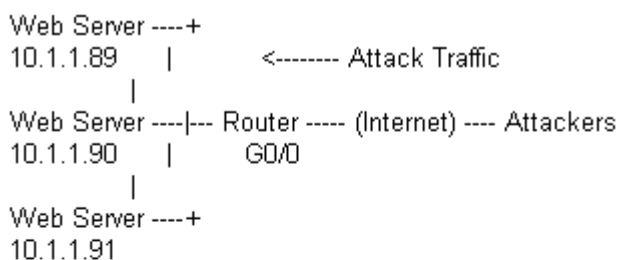 Web Server ----+
10.1.1.89 | <-------- Attack Traffic
|
Web Server ----|--- Router ----- (Internet) ---- Attackers
10.1.1.90 | G0/0
|
Web Server ----+
10.1.1.91